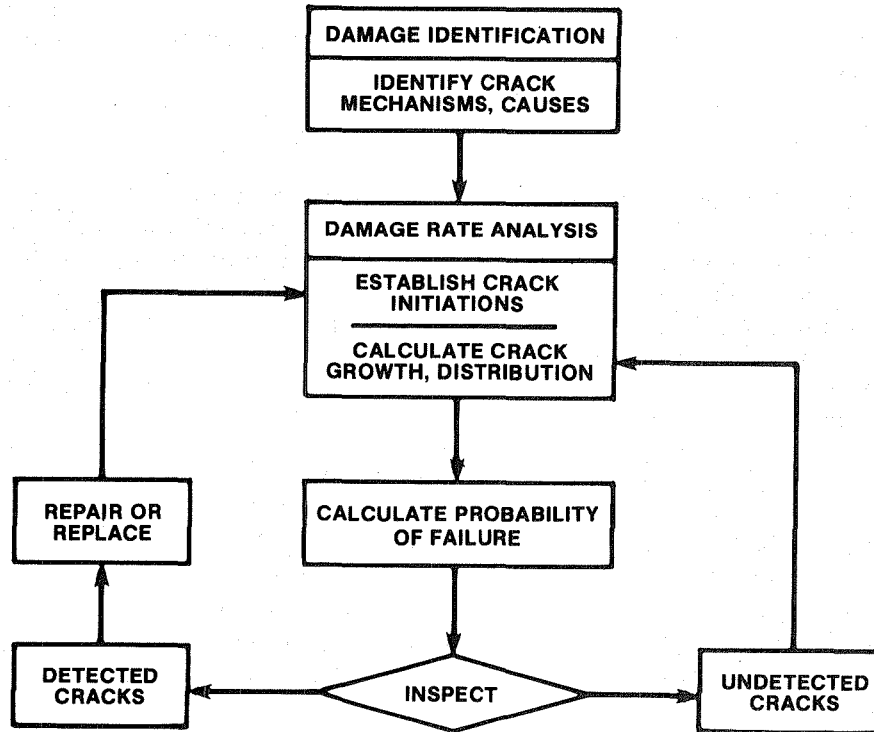 DAMAGE IDENTIFICATION
IDENTIFY CRACK
MECHANISMS, CAUSES
DAMAGE RATE ANALYSIS
ESTABLISH CRACK
INITIATIONS
CALCULATE CRACK
GROWTH, DISTRIBUTION
REPAIR OR
REPLACE
CALCULATE PROBABILITY
OF FAILURE
DETECTED
CRACKS
INSPECT
UNDETECTED
CRACKS